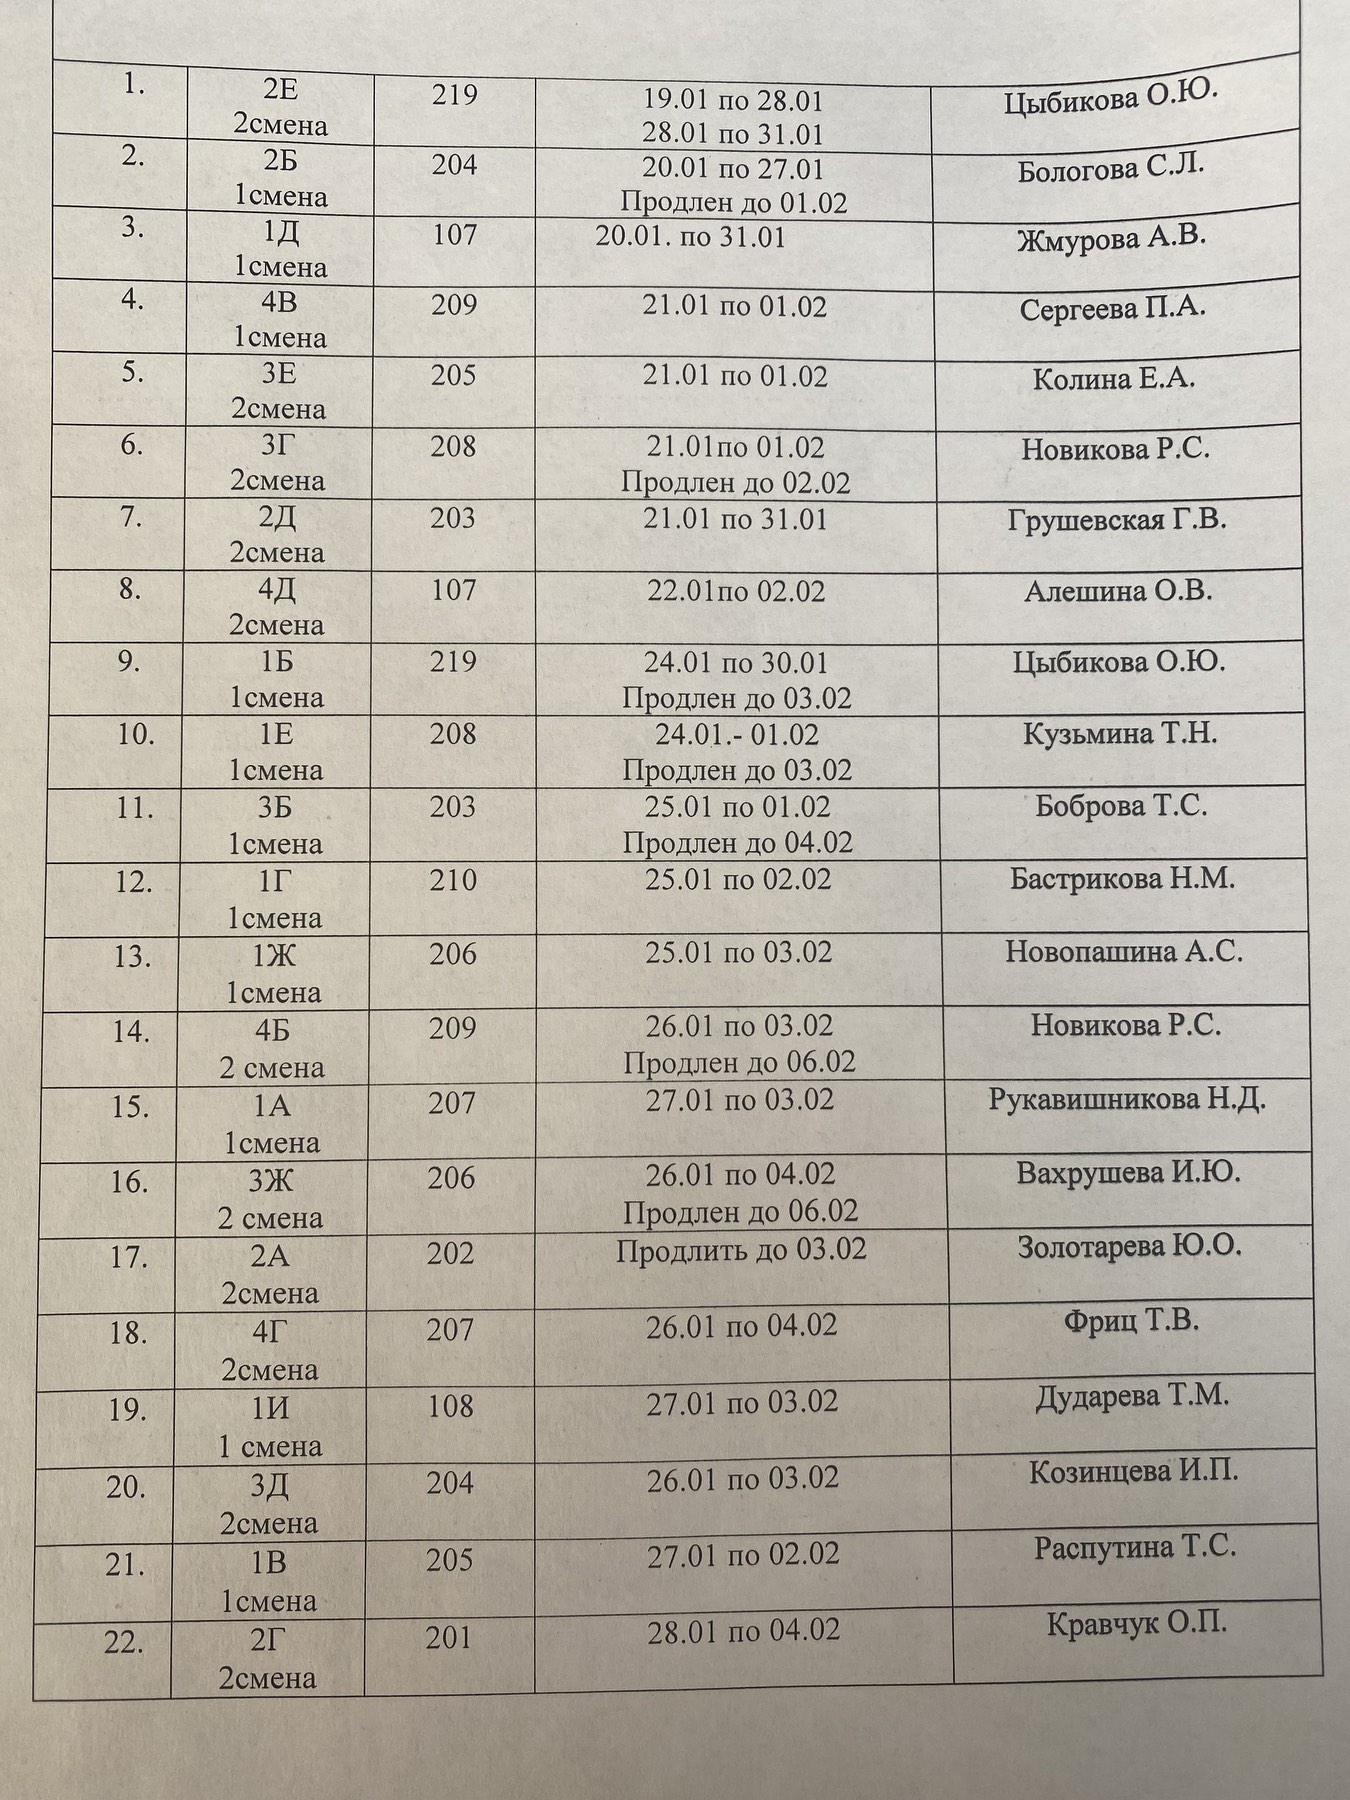 1. 2Е 219 19.01 по 28.01 Цыбикова О.Ю.
2смена 28.01 по 31.01
2. 2Б 204 20.01 по 27.01 Бологова С.Л.
1смена Продлен до 01.02
3. 1Д 107 20.01. по 31.01 Жмурова А.В.
1смена
4. 4В 209 21.01 по 01.02 Сергеева П.А.
1смена
5. 3Е 205 21.01 по 01.02 Колина Е.А.
2смена
6. 3Г 208 21.01по 01.02 Новикова Р.С.
2смена Продлен до 02.02
7. 2Д 203 21.01 по 31.01 Грушевская Г.В.
2смена
8. 4Д 107 22.01по 02.02 Алешина О.В.
2смена
9. 1Б 219 24.01 по 30.01 Цыбикова О.Ю.
1смена Продлен до 03.02
10. 1Е 208 24.01.- 01.02 Кузьмина Т.Н.
1смена Продлен до 03.02
11. 3Б 203 25.01 по 01.02 Боброва Т.С.
1смена Продлен до 04.02
12. 1Г 210 25.01 по 02.02 Бастрикова Н.М.
1смена
13. 1Ж 206 25.01 по 03.02 Новопашина А.С.
1смена
14. 4Б 209 26.01 по 03.02 Новикова Р.С.
2 смена Продлен до 06.02
15. 1А 207 27.01 по 03.02 Рукавишникова Н.Д.
1смена
16. 3Ж 206 26.01 по 04.02 Вахрушева И.Ю.
2 смена Продлен до 06.02
17. 2А 202 Продлить до 03.02 Золотарева Ю.О.
2смена
18. 4Г 207 26.01 по 04.02 Фриц Т.В.
2смена
19. 1И 108 27.01 по 03.02 Дударева Т.М.
1 смена
20. 3Д 204 26.01 по 03.02 Козинцева И.П.
2смена
21. 1В 205 27.01 по 02.02 Распутина Т.С.
1смена
22. 2Г 201 28.01 по 04.02 Кравчук О.П.
2смена